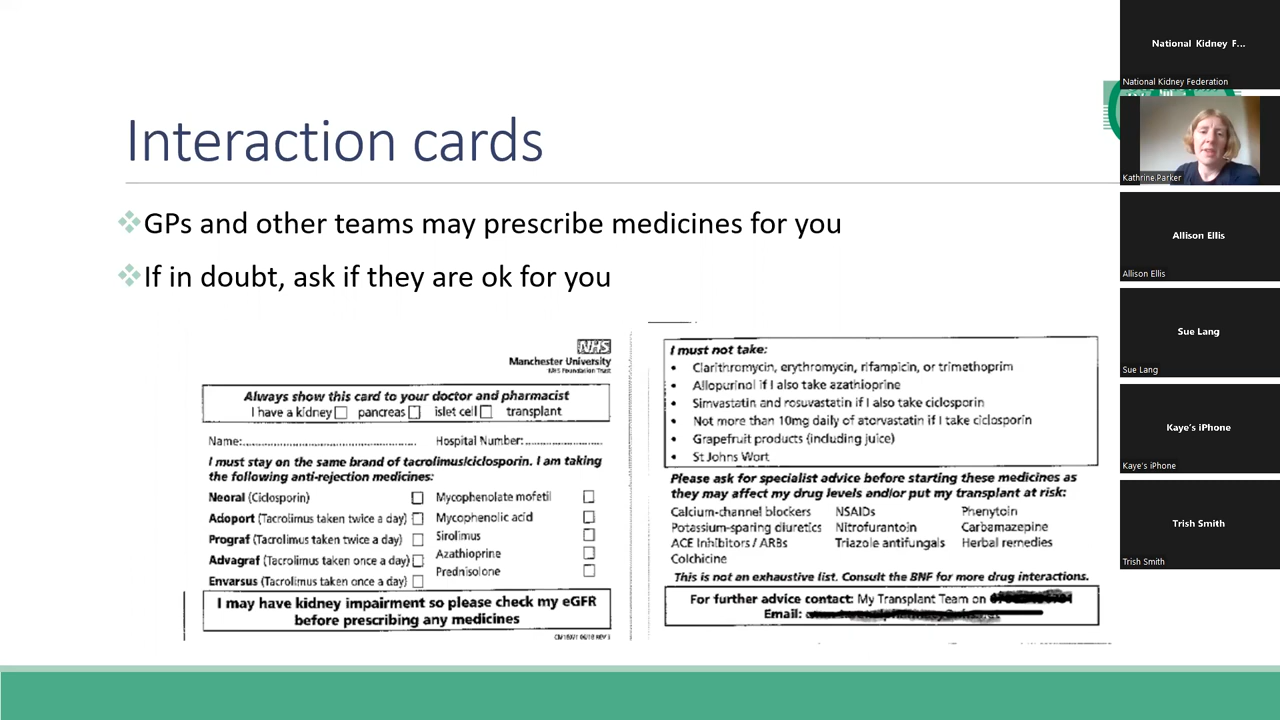 Interaction cards
GPs and other teams may prescribe medicines for you
If in doubt, ask if they are ok for you
NHS
Manchester University
NHS Foundation Trust
Always show this card to your doctor and pharmacist
I have a kidney pancreas islet cell transplant
Name: Hospital Number:
I must stay on the same brand of tacrolimus/ciclosporin. I am taking
the following anti-rejection medicines:
Neoral (Ciclosporin)
Adoport (Tacrolimus taken twice a day)
Prograf (Tacrolimus taken twice a day)
Advagraf (Tacrolimus taken once a day)
Envarsus (Tacrolimus taken once a day)
Mycophenolate mofetil
Mycophenolic acid
Sirolimus
Azathioprine
Prednisolone
I may have kidney impairment so please check my eGFR
before prescribing any medicines
I must not take:
• Clarithromycin, erythromycin, rifampicin, or trimethoprim
• Allopurinol if I also take azathioprine
• Simvastatin and rosuvastatin if I also take ciclosporin
• Not more than 10mg daily of atorvastatin if I take ciclosporin
• Grapefruit products (including juice)
• St Johns Wort
Please ask for specialist advice before starting these medicines as
they may affect my drug levels and/or put my transplant at risk:
Calcium-channel blockers NSAIDs Phenytoin
Potassium-sparing diuretics Nitrofurantoin Carbamazepine
ACE Inhibitors / ARBs Triazole antifungals Herbal remedies
Colchicine
This is not an exhaustive list. Consult the BNF for more drug interactions.
For further advice contact: My Transplant Team on
Email:
National Kidney F...
National Kidney Federation
Kathrine.Parker
Allison Ellis
Allison Ellis
Sue Lang
Sue Lang
Kaye's iPhone
Kaye's iPhone
Trish Smith
Trish Smith